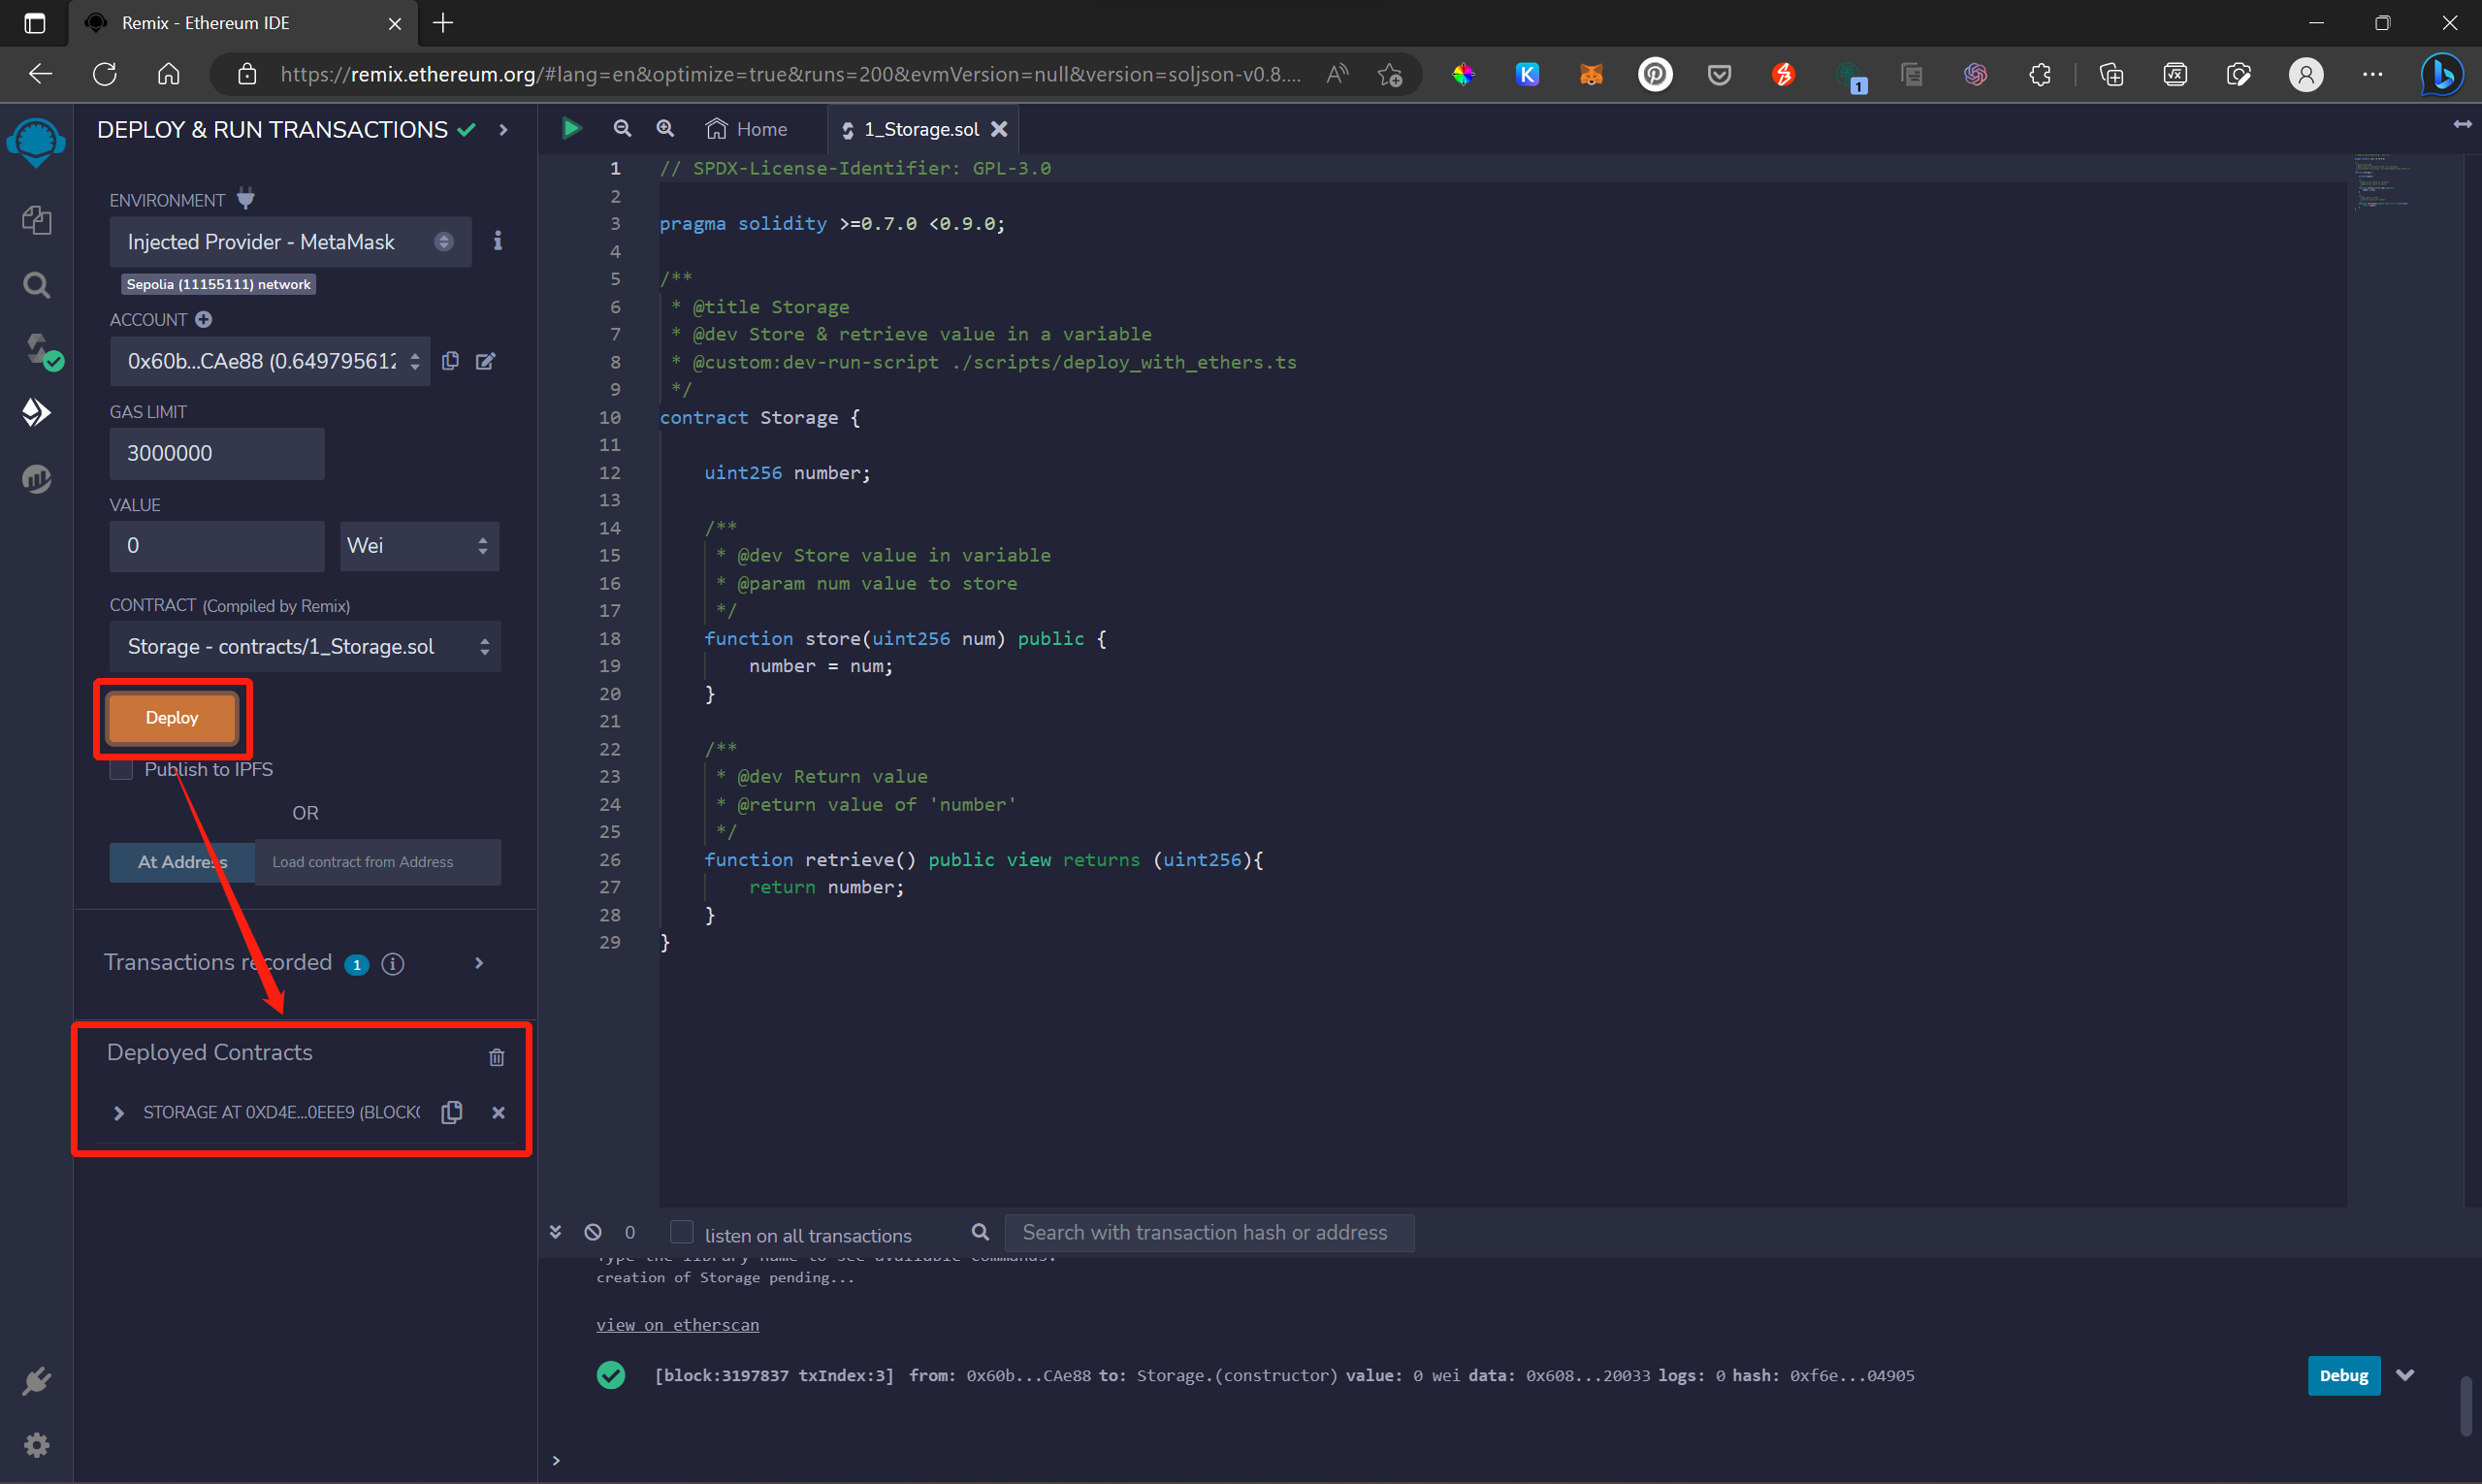 Remix - Ethereum IDE
https://remix.ethereum.org/#lang=en&optimize=true&runs=200&evmVersion=null&version=soljson-v0.8....
1
DEPLOY & RUN TRANSACTIONS
ENVIRONMENT
Injected Provider - MetaMask
Sepolia (11155111) network
ACCOUNT
0x60b...CAe88 (0.649795612
GAS LIMIT
3000000
VALUE
0
Wei
CONTRACT (Compiled by Remix)
Storage - contracts/1_Storage.sol
Deploy
Publish to IPFS
OR
At Address
Load contract from Address
Transactions recorded 1
Deployed Contracts
STORAGE AT 0XD4E...0EEE9 (BLOCKC
Home
1_Storage.sol
1 // SPDX-License-Identifier: GPL-3.0
2
3 pragma solidity >=0.7.0 <0.9.0;
4
5 /**
6 * @title Storage
7 * @dev Store & retrieve value in a variable
8 * @custom:dev-run-script ./scripts/deploy_with_ethers.ts
9 */
10 contract Storage {
11
12 uint256 number;
13
14 /**
15 * @dev Store value in variable
16 * @param num value to store
17 */
18 function store(uint256 num) public {
19 number = num;
20 }
21
22 /**
23 * @dev Return value
24 * @return value of 'number'
25 */
26 function retrieve() public view returns (uint256){
27 return number;
28 }
29 }
0
listen on all transactions
Search with transaction hash or address
Type the library name to see available commands.
creation of Storage pending...
view on etherscan
[block:3197837 txIndex:3] from: 0x60b...CAe88 to: Storage.(constructor) value: 0 wei data: 0x608...20033 logs: 0 hash: 0xf6e...04905
Debug
>